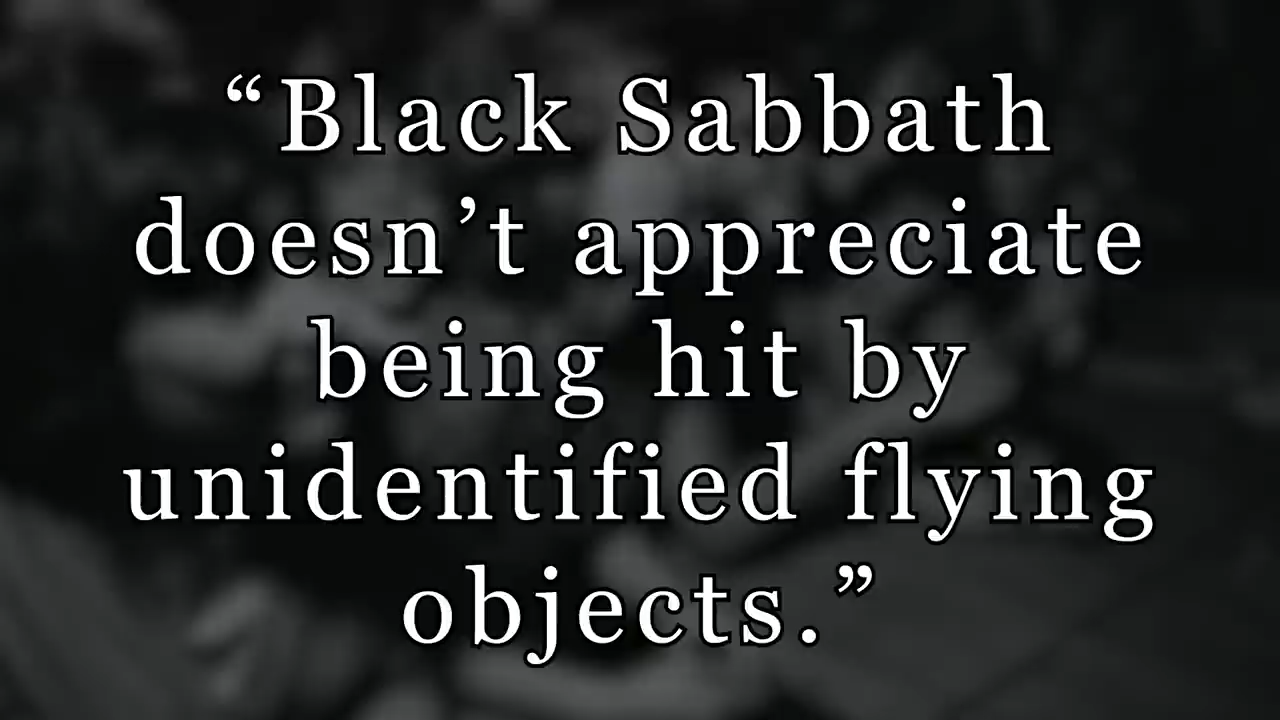 “Black Sabbath
doesn’t appreciate
being hit by
unidentified flying
objects.”